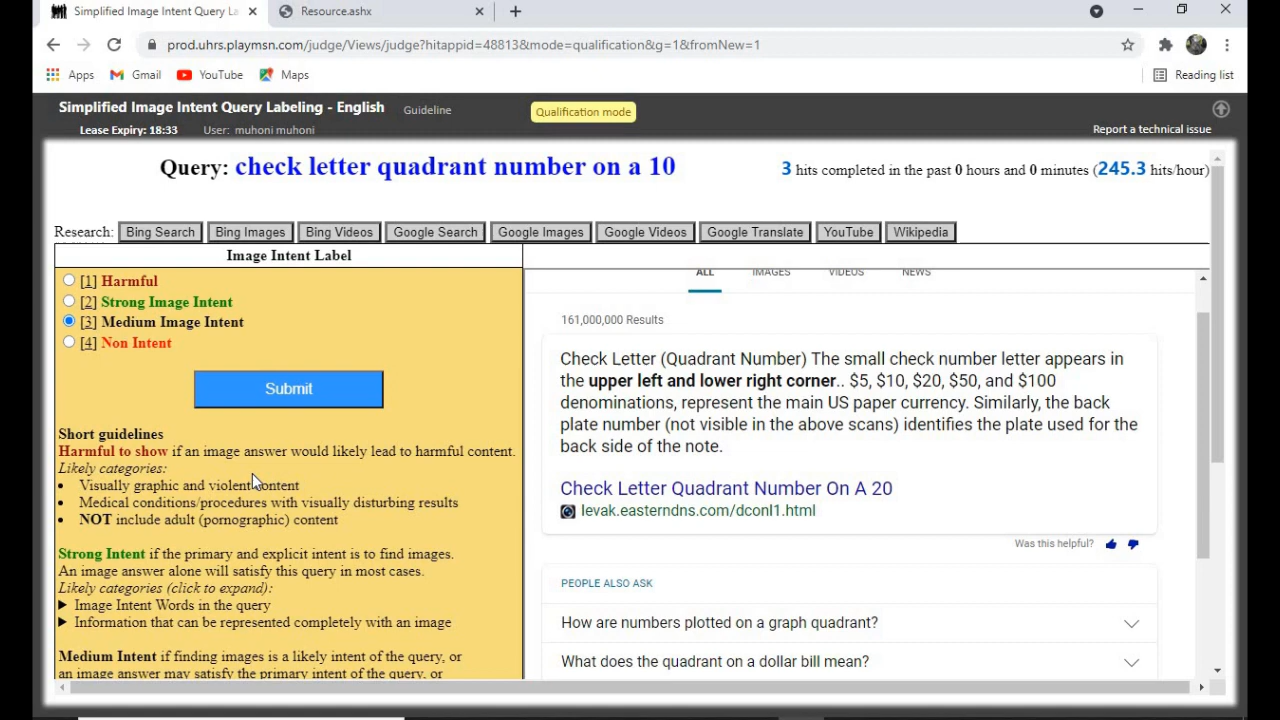 Simplified Image Intent Query La
Resource.ashx
prod.uhrs.playmsn.com/judge/Views/judge?hitappid=48813&mode=qualification&g=1&fromNew=1
Apps Gmail YouTube Maps Reading list
Simplified Image Intent Query Labeling - English Guideline Qualification mode
Lease Expiry: 18:33 User: muhoni muhoni Report a technical issue
Query: check letter quadrant number on a 10 3 hits completed in the past 0 hours and 0 minutes (245.3 hits/hour)
Research: Bing Search Bing Images Bing Videos Google Search Google Images Google Videos Google Translate YouTube Wikipedia
Image Intent Label
[1] Harmful
[2] Strong Image Intent
[3] Medium Image Intent
[4] Non Intent
Submit
Short guidelines
Harmful to show if an image answer would likely lead to harmful content.
Likely categories:
• Visually graphic and violent content
• Medical conditions/procedures with visually disturbing results
• NOT include adult (pornographic) content
Strong Intent if the primary and explicit intent is to find images.
An image answer alone will satisfy this query in most cases.
Likely categories (click to expand):
Image Intent Words in the query
Information that can be represented completely with an image
Medium Intent if finding images is a likely intent of the query, or
an image answer may satisfy the primary intent of the query, or
ALL IMAGES VIDEOS NEWS
161,000,000 Results
Check Letter (Quadrant Number) The small check number letter appears in
the upper left and lower right corner.. $5, $10, $20, $50, and $100
denominations, represent the main US paper currency. Similarly, the back
plate number (not visible in the above scans) identifies the plate used for the
back side of the note.
Check Letter Quadrant Number On A 20
levak.easterndns.com/dconl1.html
Was this helpful?
PEOPLE ALSO ASK
How are numbers plotted on a graph quadrant?
What does the quadrant on a dollar bill mean?